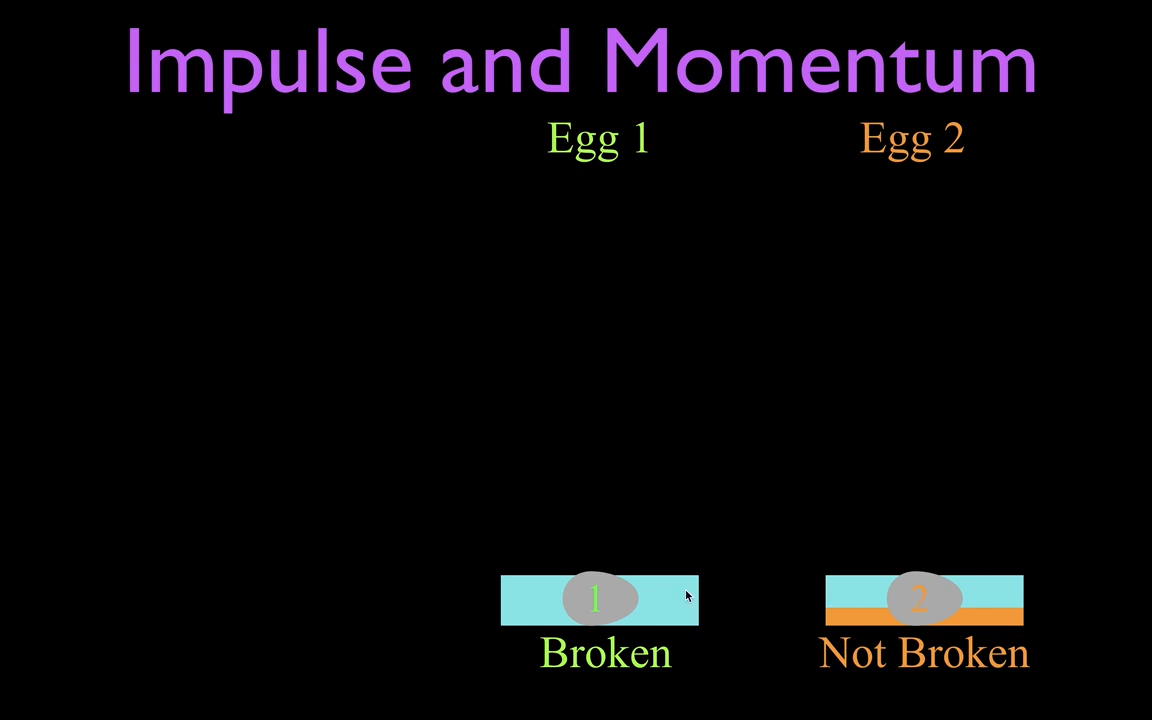 Impulse and Momentum
Egg 1
Egg 2
1
2
Broken
Not Broken